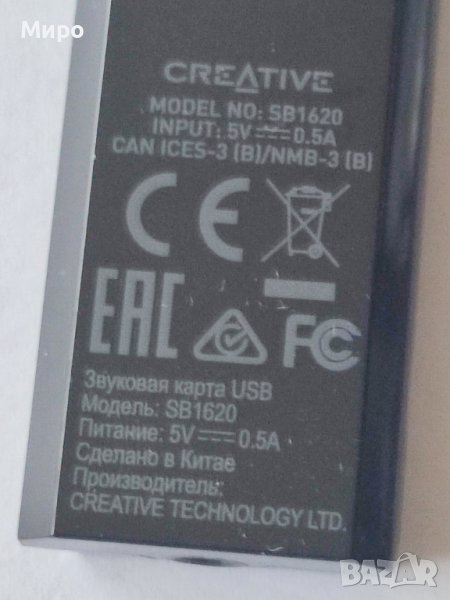 Миро
CREATIVE
MODEL NO: SB1620
INPUT: 5V⎓0.5A
CAN ICES-3 (B)/NMB-3 (B)
CE
EAC
FC
Звуковая карта USB
Модель: SB1620
Питание: 5V⎓0.5A
Сделано в Китае
Производитель:
CREATIVE TECHNOLOGY LTD.
BAZAR